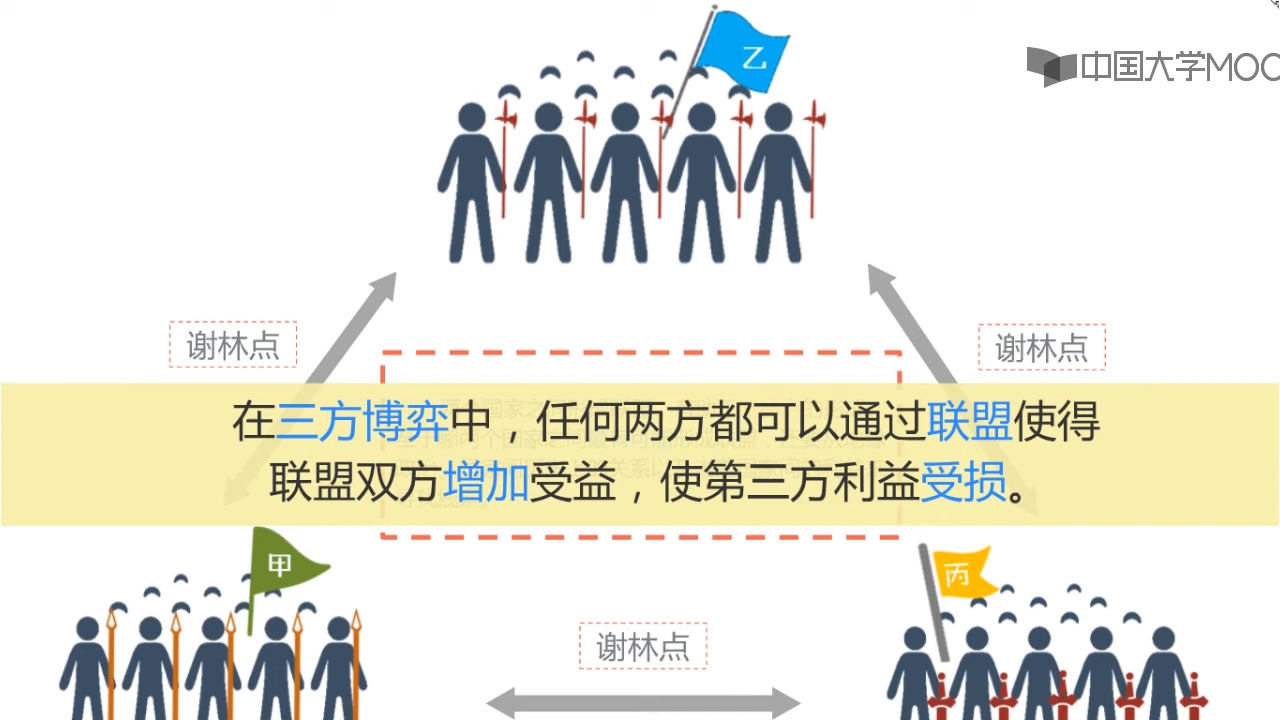 乙
中国大学MOO
谢林点
谢林点
在三方博弈中，任何两方都可以通过联盟使得
联盟双方增加受益，使第三方利益受损。
甲
丙
谢林点